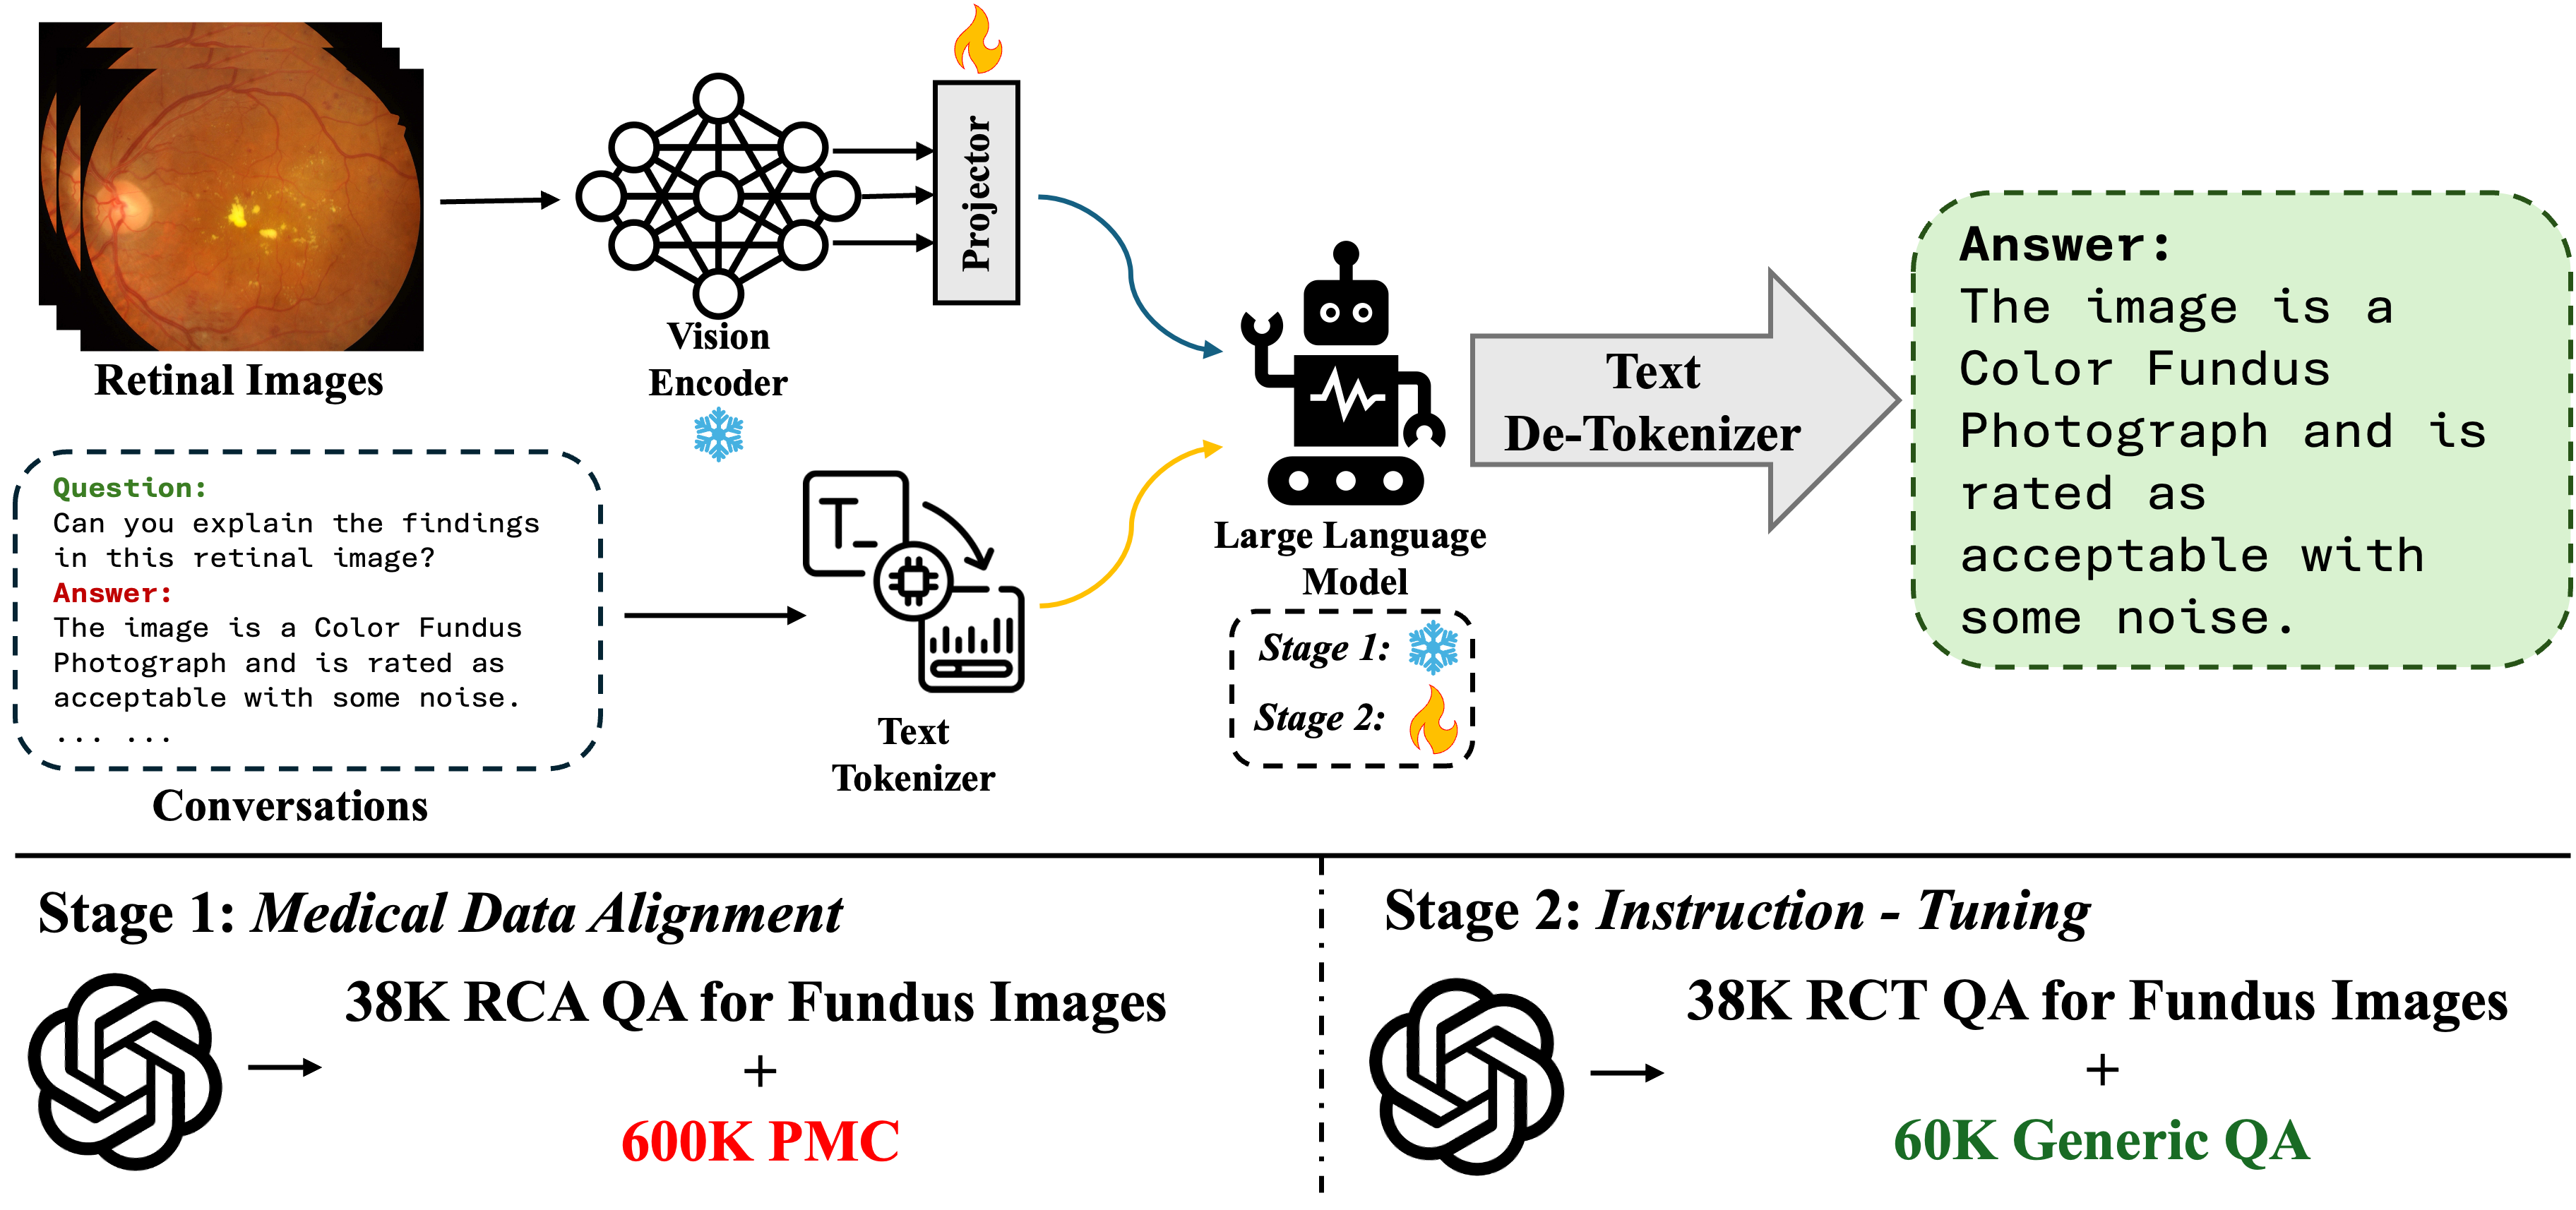 Retinal Images
Vision
Encoder
Projector
Question:
Can you explain the findings
in this retinal image?
Answer:
The image is a Color Fundus
Photograph and is rated as
acceptable with some noise.
... ...
Conversations
T_
Text
Tokenizer
Large Language
Model
Stage 1:
Stage 2:
Text
De-Tokenizer
Answer:
The image is a
Color Fundus
Photograph and is
rated as
acceptable with
some noise.
Stage 1: Medical Data Alignment
38K RCA QA for Fundus Images
+
600K PMC
Stage 2: Instruction - Tuning
38K RCT QA for Fundus Images
+
60K Generic QA